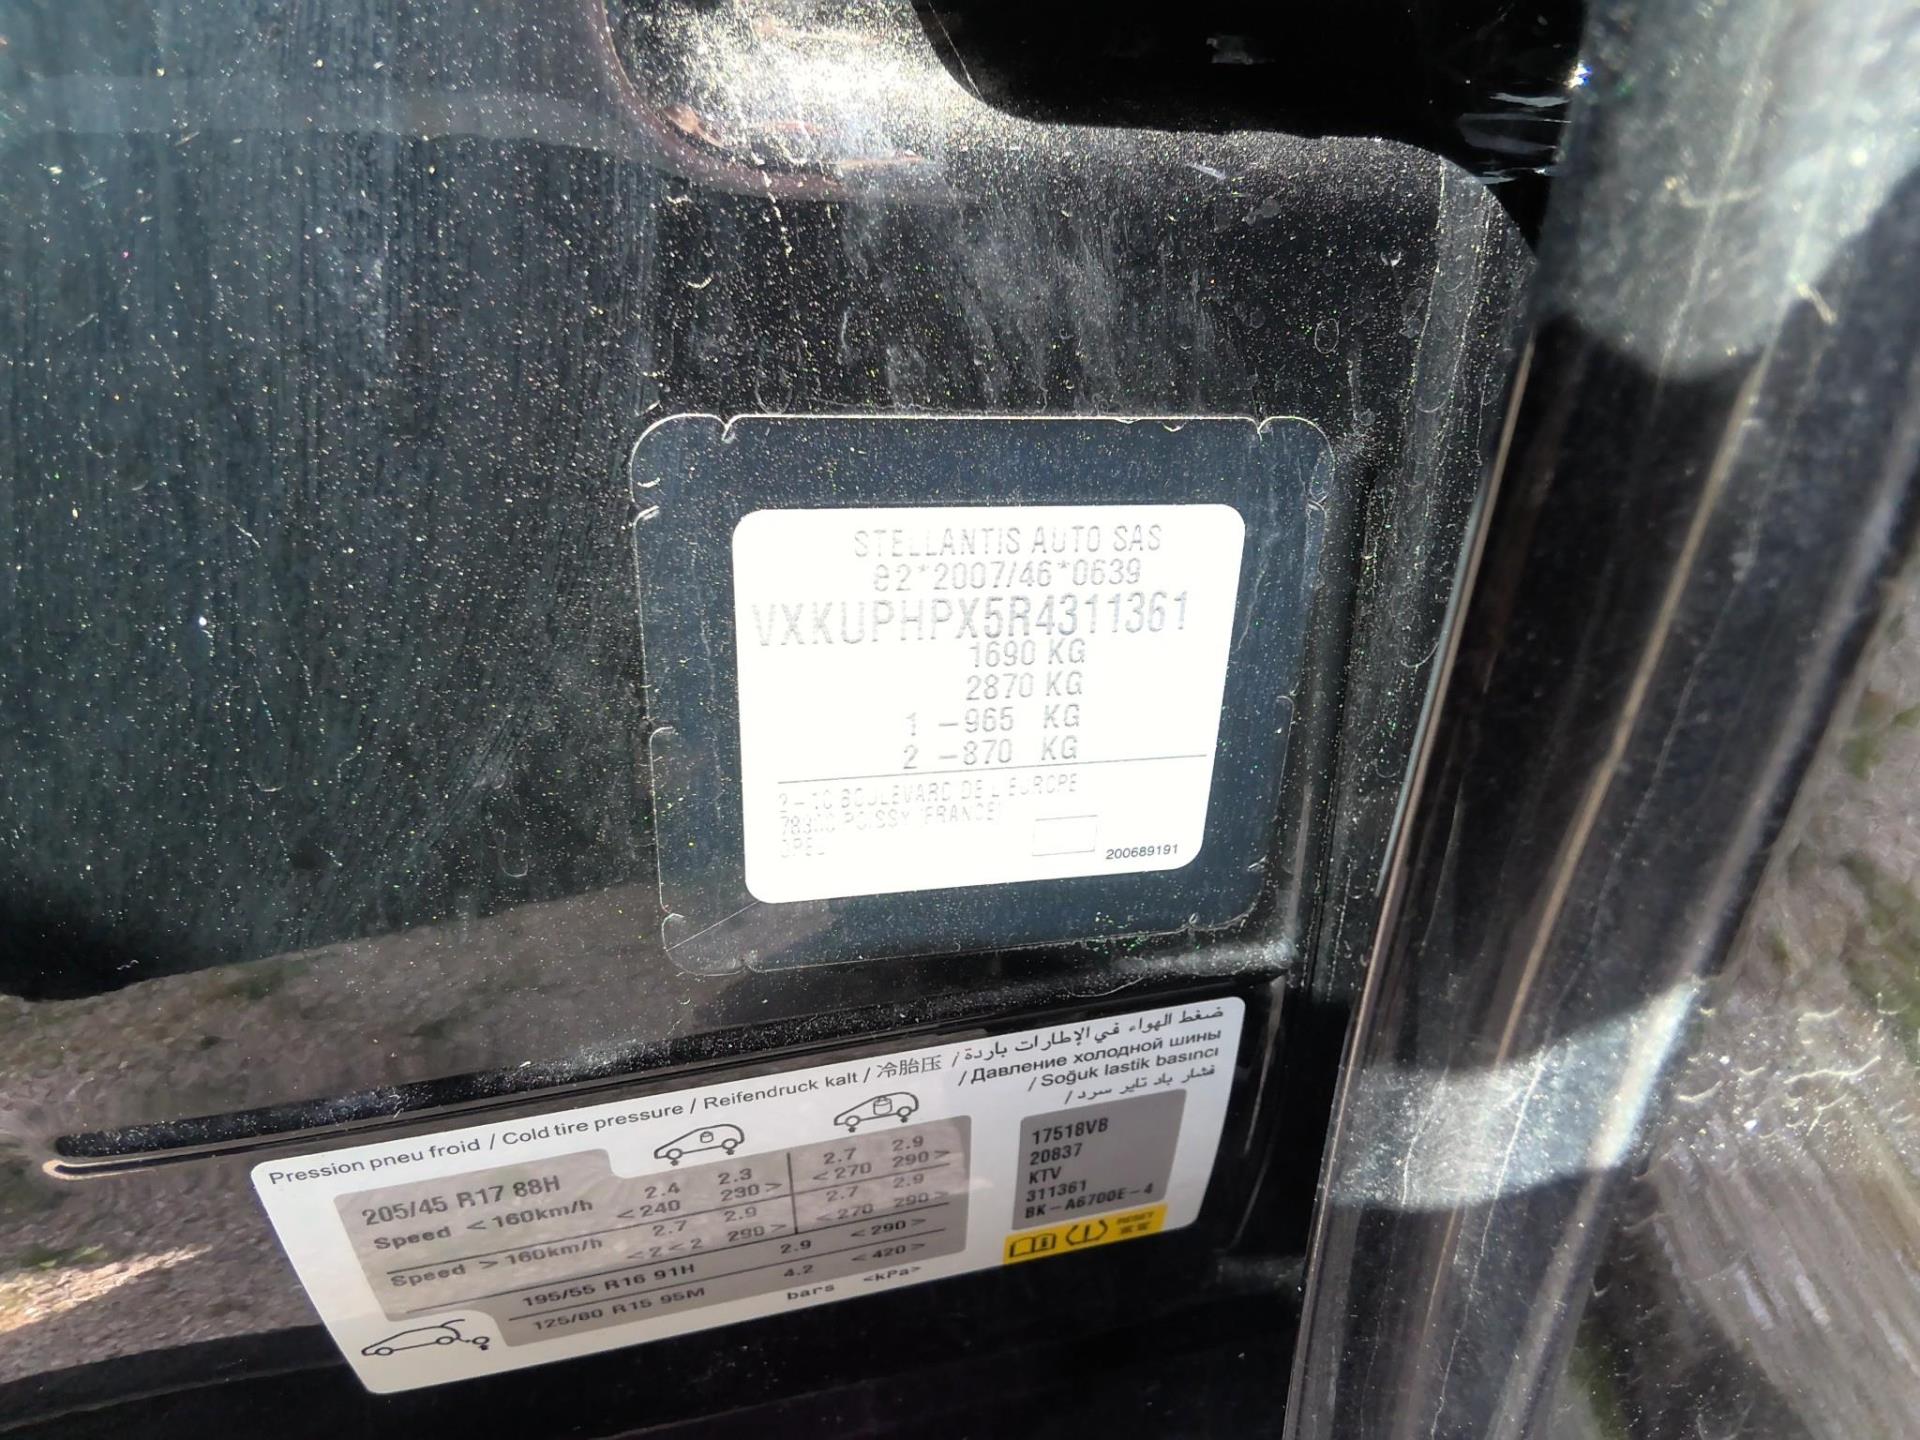 STELLANTIS AUTO SAS
e2*2007/46*0639
VXKUPHPX5R4311361
1690 KG
2870 KG
1 -965 KG
2 -870 KG
2-10 BOULEVARD DE L'EUROPE
78300 POISSY (FRANCE)
OPEL
200689191
Pression pneu froid / Cold tire pressure / Reifendruck kalt / 冷胎压 / ضغط الهواء في الإطارات باردة
/ Давление холодной шины
/ Soğuk lastik basıncı
/ فشار باد تایر سرد
205/45 R17 88H
Speed < 160km/h 2.4 2.3 2.7 2.9
<240 230> <270 290>
Speed > 160km/h 2.7 2.9 2.7 2.9
290> <270 290>
195/55 R16 91H 2.9 <290>
125/80 R15 95M 4.2 <420>
bars <kPa>
17518VB
20837
KTV
311361
BK-A6700E-4
RESET